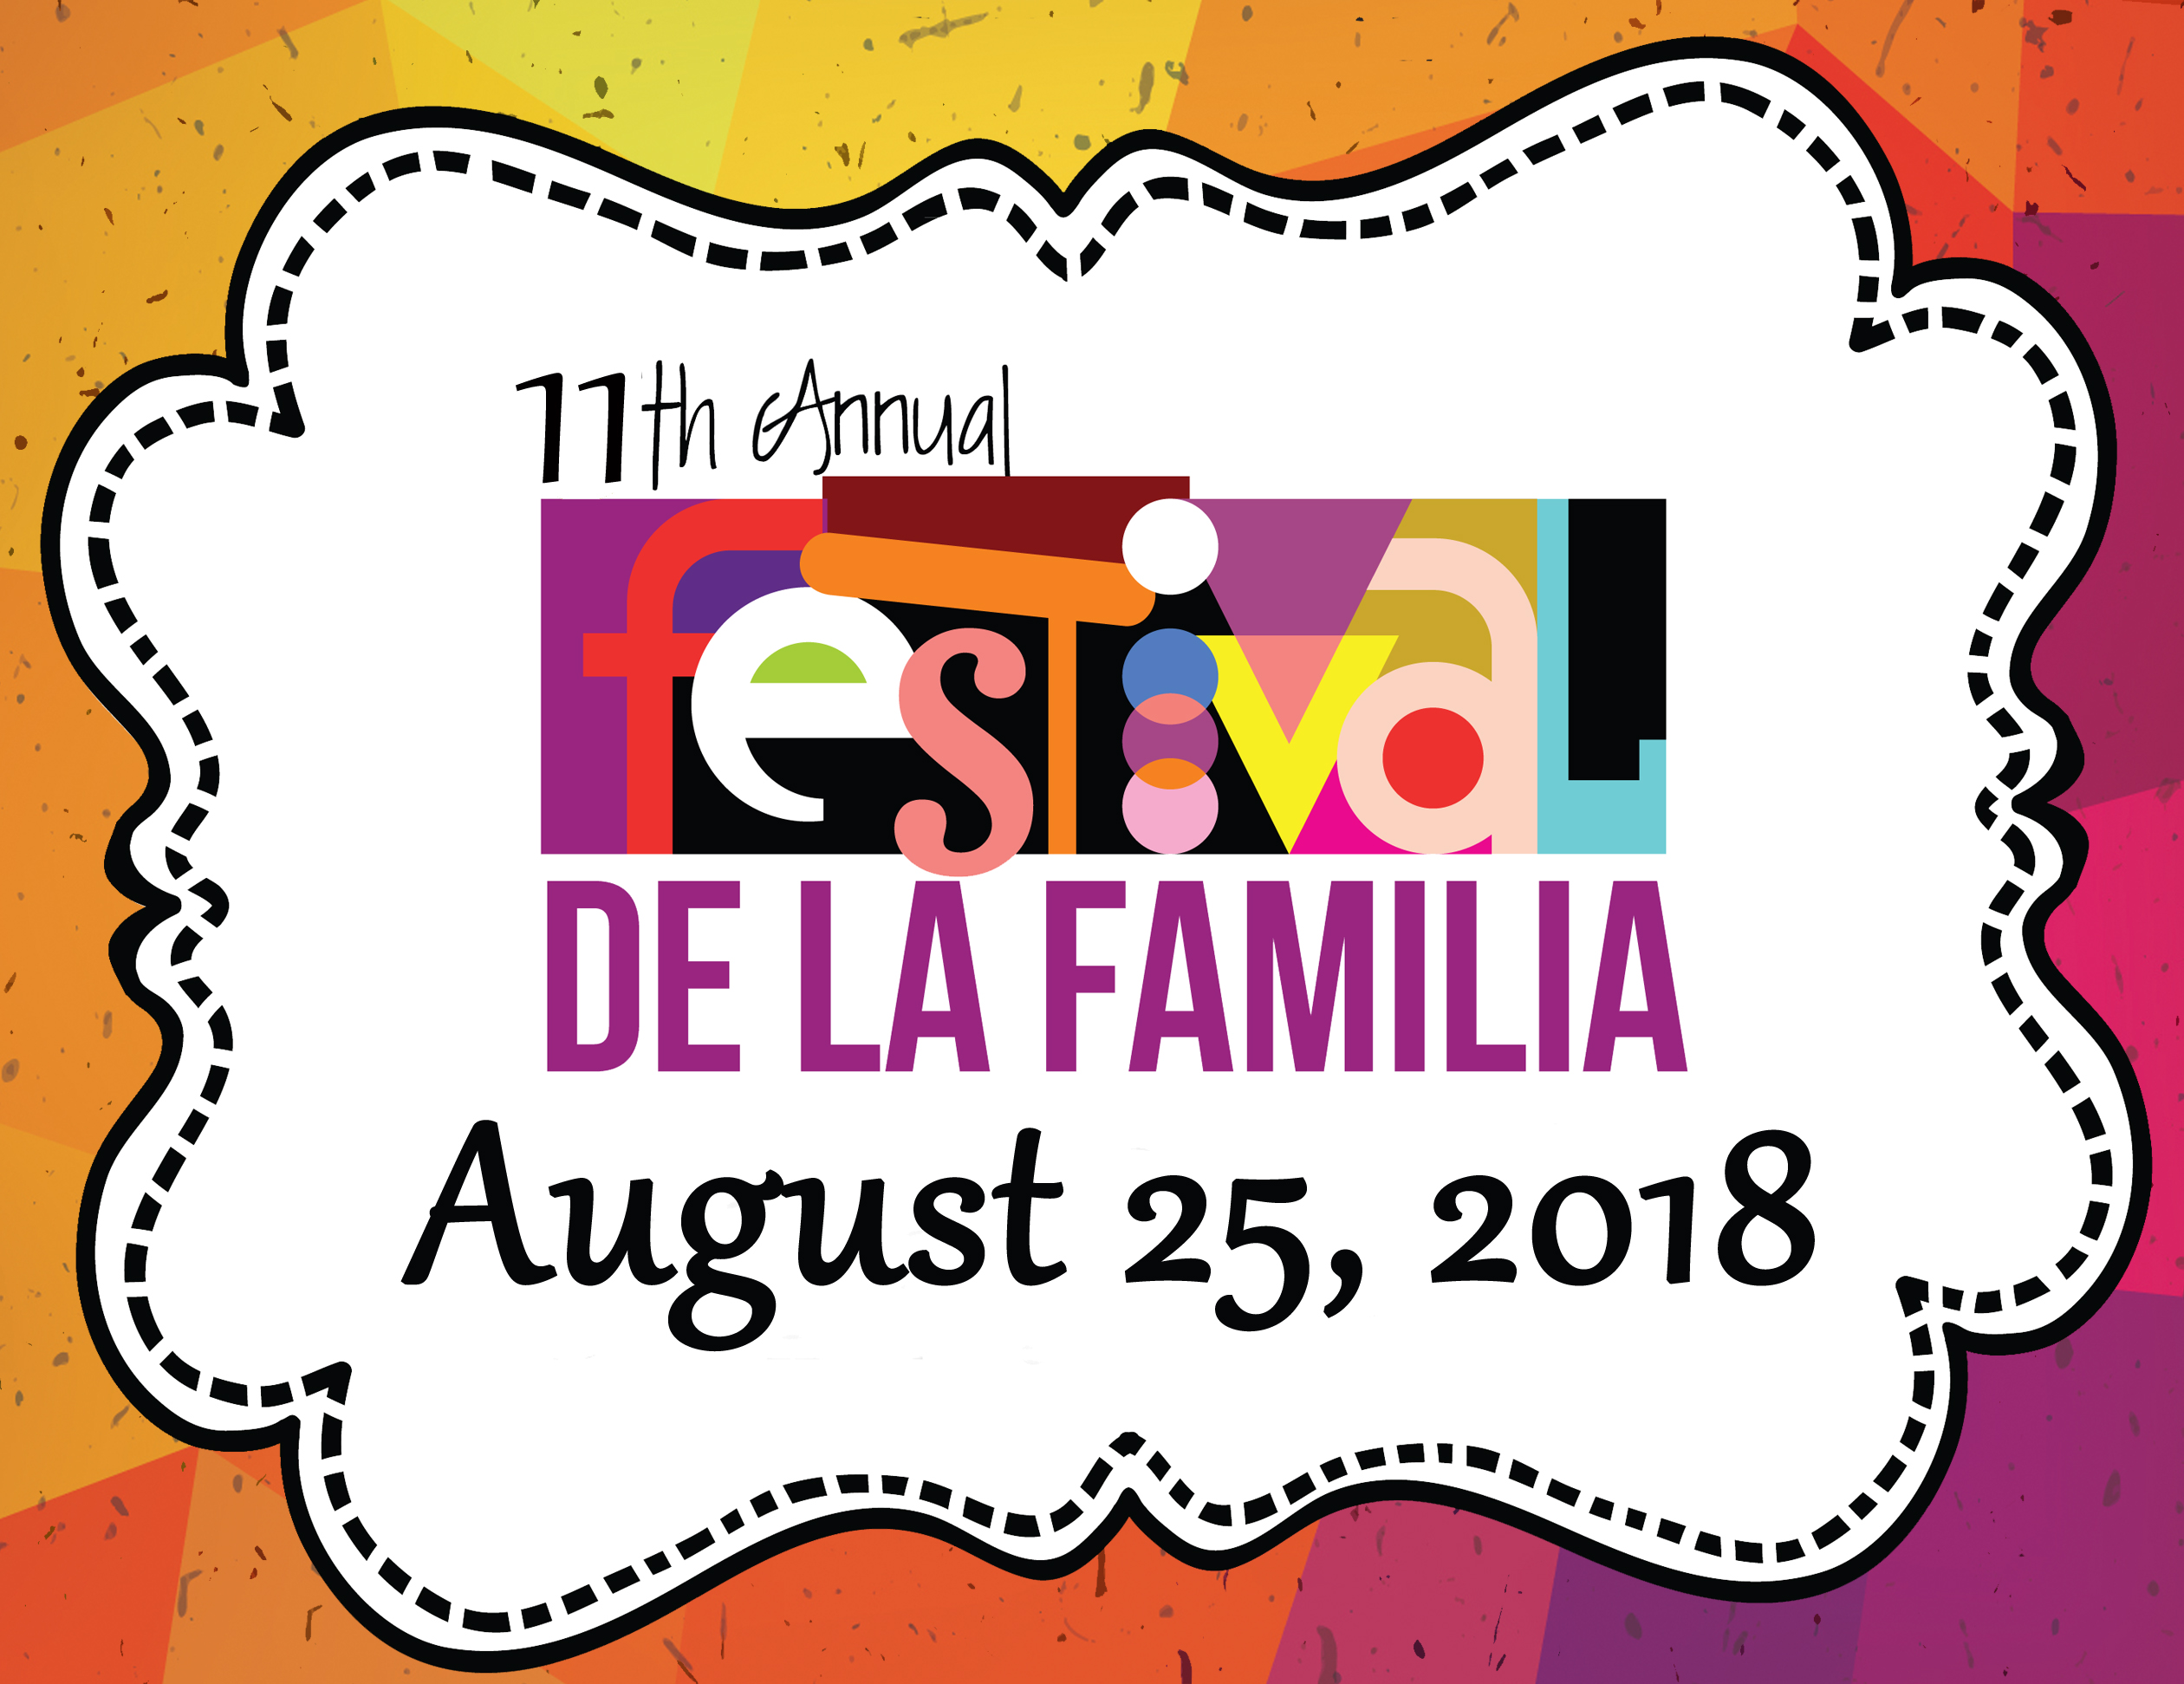 11th Annual
festival
DE LA FAMILIA
August 25, 2018